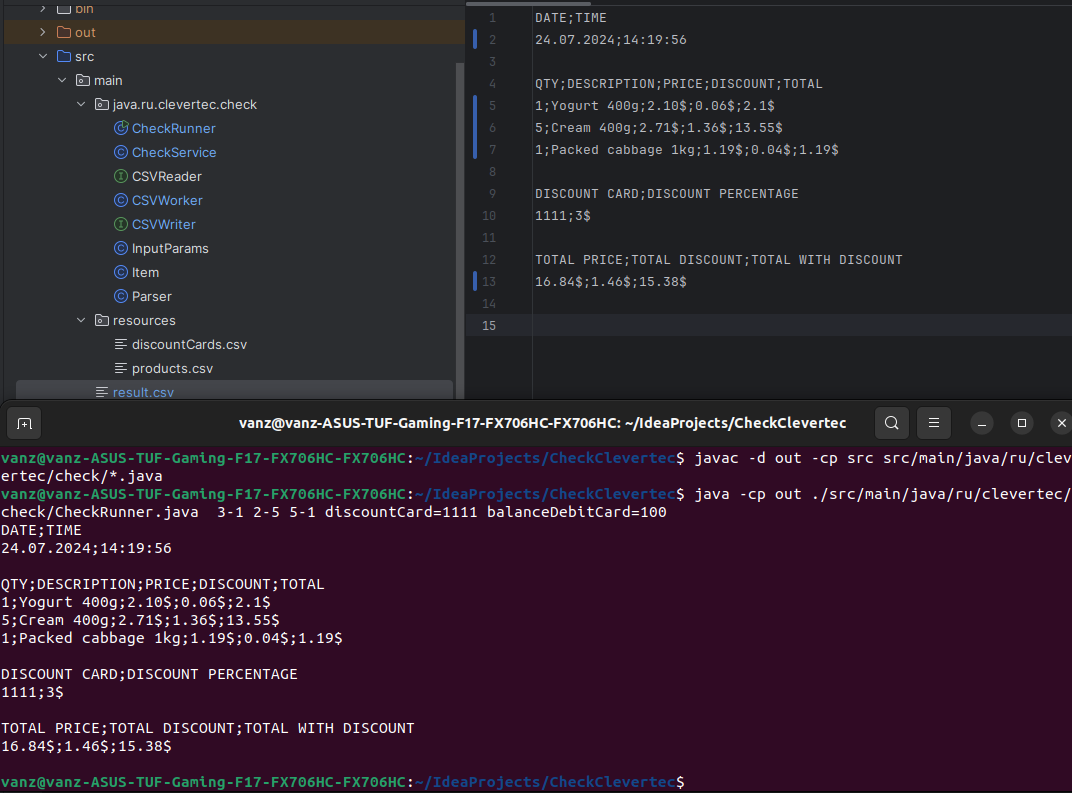 bin
out
src
main
java.ru.clevertec.check
CheckRunner
CheckService
CSVReader
CSVWorker
CSVWriter
InputParams
Item
Parser
resources
discountCards.csv
products.csv
result.csv
1 DATE;TIME
2 24.07.2024;14:19:56
3
4 QTY;DESCRIPTION;PRICE;DISCOUNT;TOTAL
5 1;Yogurt 400g;2.10$;0.06$;2.1$
6 5;Cream 400g;2.71$;1.36$;13.55$
7 1;Packed cabbage 1kg;1.19$;0.04$;1.19$
8
9 DISCOUNT CARD;DISCOUNT PERCENTAGE
10 1111;3$
11
12 TOTAL PRICE;TOTAL DISCOUNT;TOTAL WITH DISCOUNT
13 16.84$;1.46$;15.38$
14
15
vanz@vanz-ASUS-TUF-Gaming-F17-FX706HC-FX706HC: ~/IdeaProjects/CheckClevertec
vanz@vanz-ASUS-TUF-Gaming-F17-FX706HC-FX706HC:~/IdeaProjects/CheckClevertec$ javac -d out -cp src src/main/java/ru/clev
ertec/check/*.java
vanz@vanz-ASUS-TUF-Gaming-F17-FX706HC-FX706HC:~/IdeaProjects/CheckClevertec$ java -cp out ./src/main/java/ru/clevertec/
check/CheckRunner.java  3-1 2-5 5-1 discountCard=1111 balanceDebitCard=100
DATE;TIME
24.07.2024;14:19:56

QTY;DESCRIPTION;PRICE;DISCOUNT;TOTAL
1;Yogurt 400g;2.10$;0.06$;2.1$
5;Cream 400g;2.71$;1.36$;13.55$
1;Packed cabbage 1kg;1.19$;0.04$;1.19$

DISCOUNT CARD;DISCOUNT PERCENTAGE
1111;3$

TOTAL PRICE;TOTAL DISCOUNT;TOTAL WITH DISCOUNT
16.84$;1.46$;15.38$

vanz@vanz-ASUS-TUF-Gaming-F17-FX706HC-FX706HC:~/IdeaProjects/CheckClevertec$